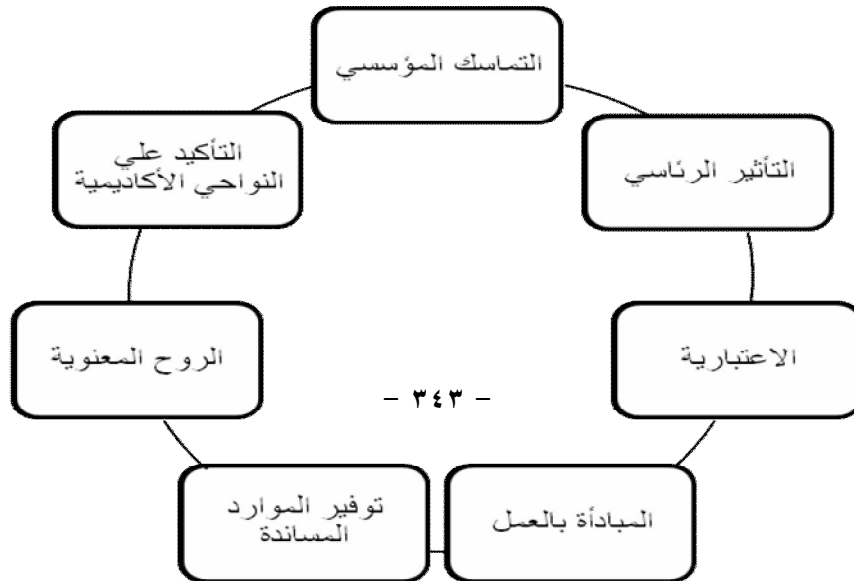 التماسك المؤسسي
التأثير الرئاسي
الاعتبارية
المبادأة بالعمل
توفير الموارد
المساندة
الروح المعنوية
التأكيد علي
النواحي الأكاديمية
- ٣٤٣ -